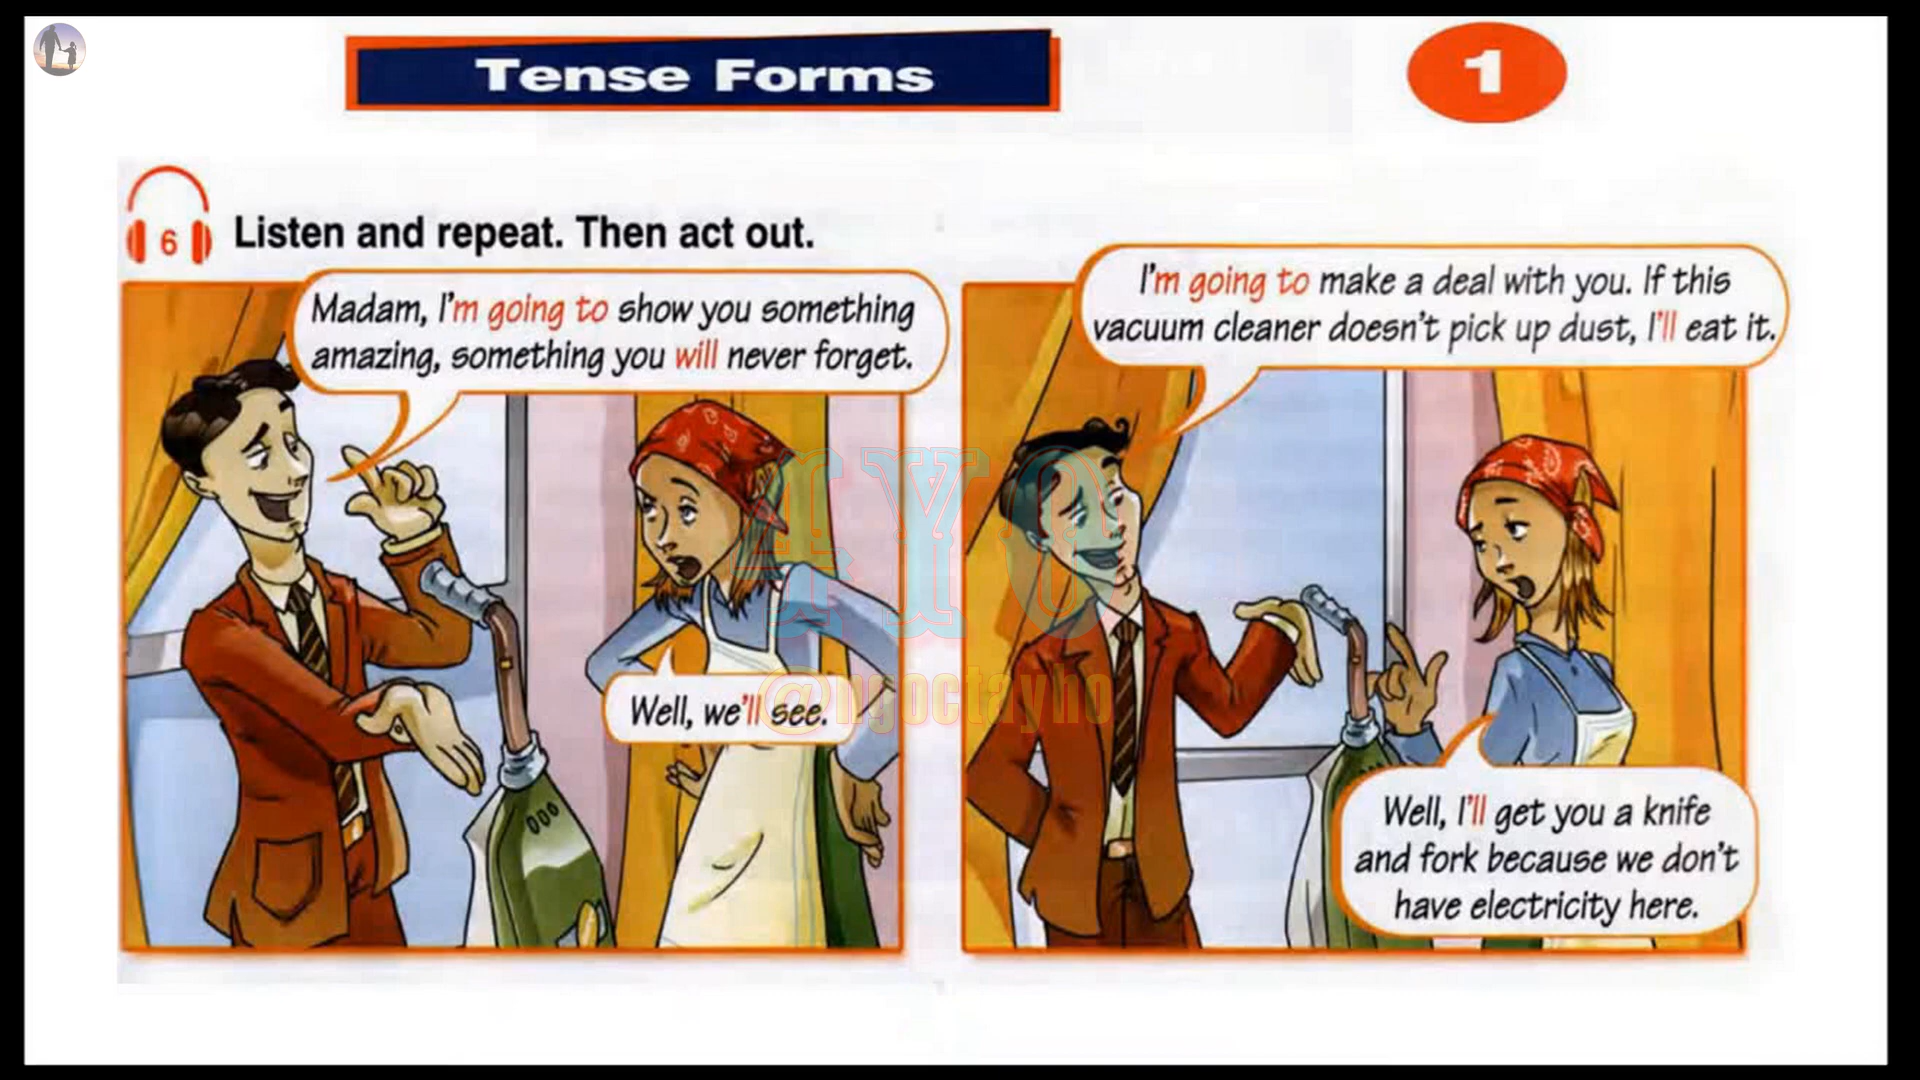 Tense Forms
1
6
Listen and repeat. Then act out.
Madam, I'm going to show you something
amazing, something you will never forget.
Well, we'll see.
I'm going to make a deal with you. If this
vacuum cleaner doesn't pick up dust, I'll eat it.
Well, I'll get you a knife
and fork because we don't
have electricity here.
4YO
@ngoctayho